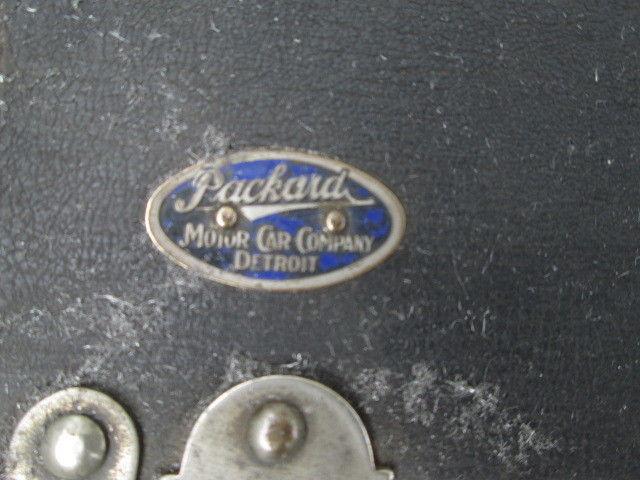 Packard
MOTOR CAR COMPANY
DETROIT